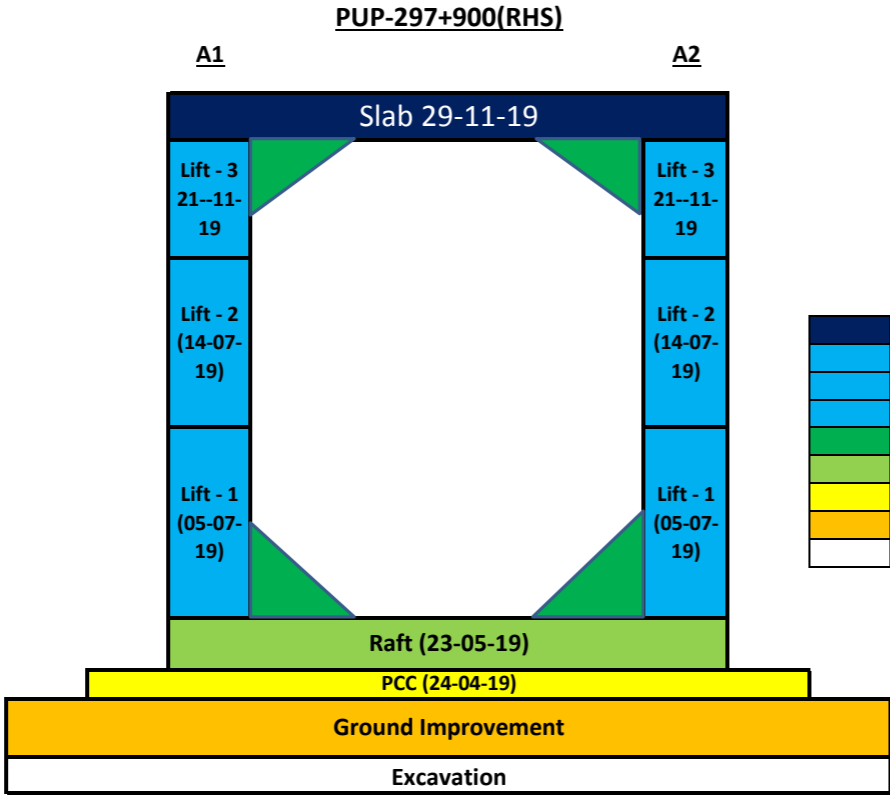 PUP-297+900(RHS)
A1
A2
Slab 29-11-19
Lift - 3
21--11-
19
Lift - 3
21--11-
19
Lift - 2
(14-07-
19)
Lift - 2
(14-07-
19)
Lift - 1
(05-07-
19)
Lift - 1
(05-07-
19)
Raft (23-05-19)
PCC (24-04-19)
Ground Improvement
Excavation